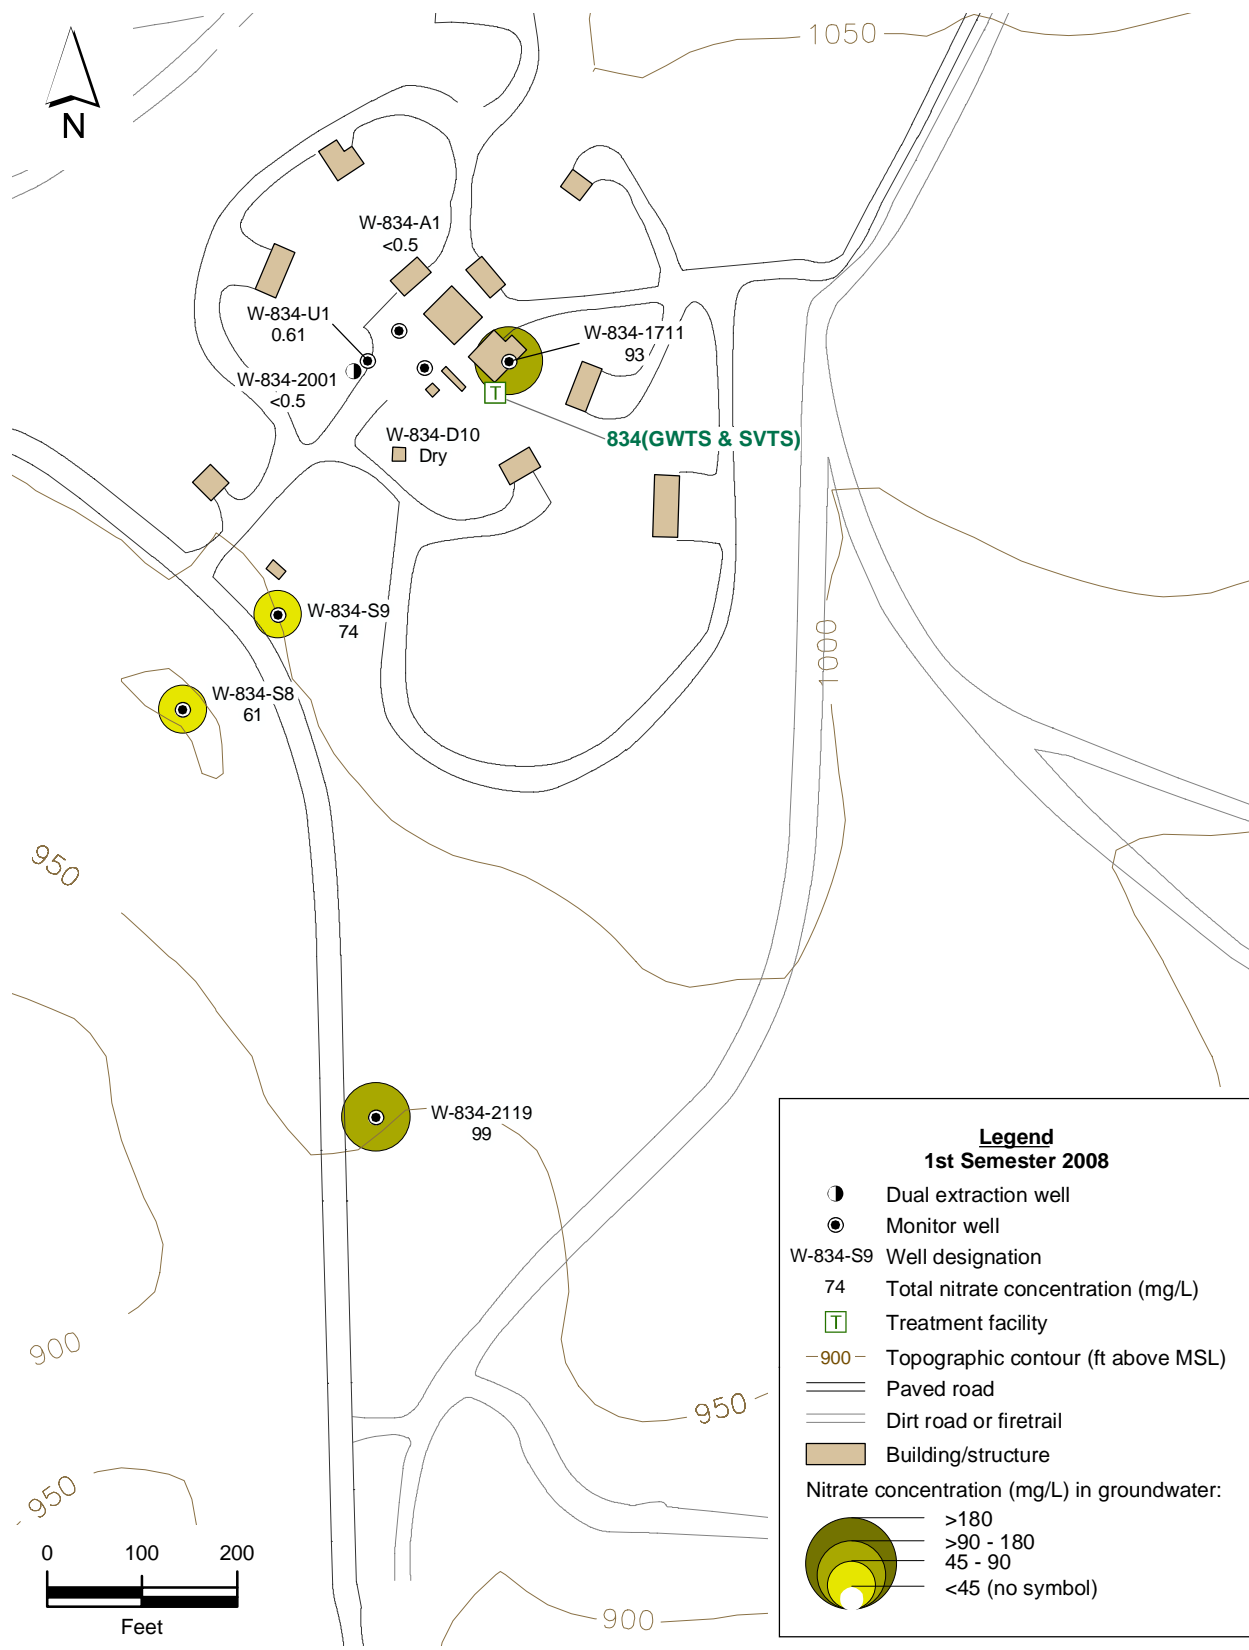 1050
N
W-834-A1
<0.5
W-834-U1
0.61
W-834-1711
93
W-834-2001
<0.5
W-834-D10
Dry
T
834(GWTS & SVTS)
W-834-S9
74
1000
W-834-S8
61
950
W-834-2119
99
900
950
950
900
0 100 200
Feet
Legend
1st Semester 2008
Dual extraction well
Monitor well
W-834-S9 Well designation
74 Total nitrate concentration (mg/L)
T Treatment facility
900 Topographic contour (ft above MSL)
Paved road
Dirt road or firetrail
Building/structure
Nitrate concentration (mg/L) in groundwater:
>180
>90 - 180
45 - 90
<45 (no symbol)